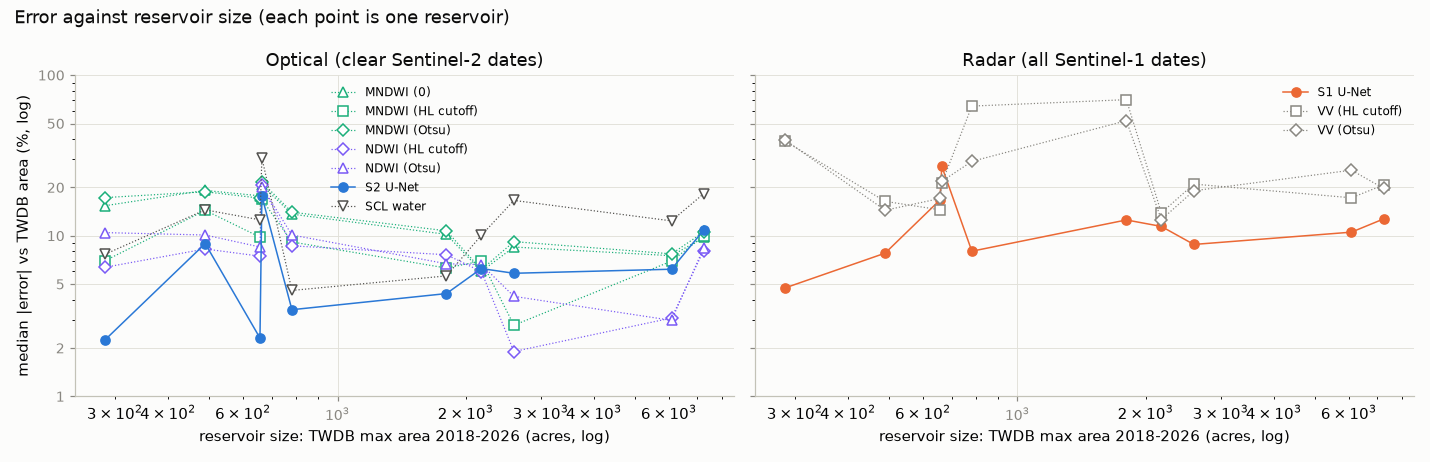 Error against reservoir size (each point is one reservoir)
Optical (clear Sentinel-2 dates)
median |error| vs TWDB area (%, log)
100
50
20
10
5
2
1
MNDWI (0)
MNDWI (HL cutoff)
MNDWI (Otsu)
NDWI (HL cutoff)
NDWI (Otsu)
S2 U-Net
SCL water
3 × 10² 4 × 10² 6 × 10² 10³ 2 × 10³ 3 × 10³ 4 × 10³ 6 × 10³
reservoir size: TWDB max area 2018-2026 (acres, log)
Radar (all Sentinel-1 dates)
S1 U-Net
VV (HL cutoff)
VV (Otsu)
3 × 10² 4 × 10² 6 × 10² 10³ 2 × 10³ 3 × 10³ 4 × 10³ 6 × 10³
reservoir size: TWDB max area 2018-2026 (acres, log)